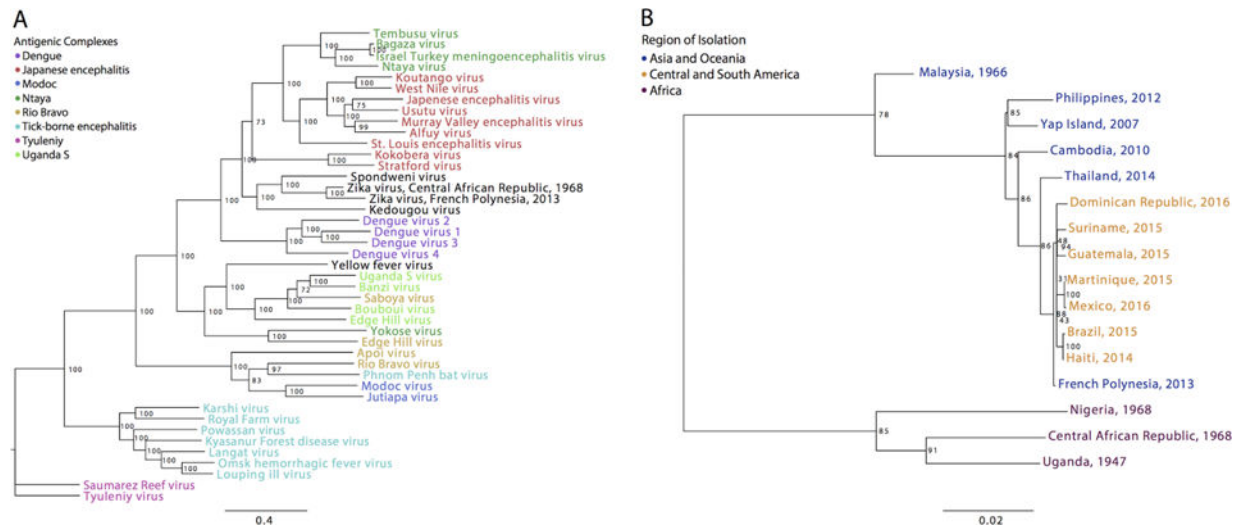 A
Antigenic Complexes
Dengue
Japanese encephalitis
Modoc
Ntaya
Rio Bravo
Tick-borne encephalitis
Tyuleniy
Uganda S
Tembusu virus
Bagaza virus
Israel Turkey meningoencephalitis virus
Ntaya virus
Koutango virus
West Nile virus
Japenese encephalitis virus
Usutu virus
Murray Valley encephalitis virus
Alfuy virus
St. Louis encephalitis virus
Kokobera virus
Stratford virus
Spondweni virus
Zika virus, Central African Republic, 1968
Zika virus, French Polynesia, 2013
Kedougou virus
Dengue virus 2
Dengue virus 1
Dengue virus 3
Dengue virus 4
Yellow fever virus
Uganda S virus
Banzi virus
Saboya virus
Bouboui virus
Edge Hill virus
Yokose virus
Edge Hill virus
Apoi virus
Rio Bravo virus
Phnom Penh bat virus
Modoc virus
Jutiapa virus
Karshi virus
Royal Farm virus
Powassan virus
Kyasanur Forest disease virus
Langat virus
Omsk hemorrhagic fever virus
Louping ill virus
Saumarez Reef virus
Tyuleniy virus
100
100
100
100
100
75
100
99
73
100
100
100
100
100
100
100
100
100
100
100
100
72
100
100
100
100
100
97
83
100
100
100
100
100
100
100
100
0.4
B
Region of Isolation
Asia and Oceania
Central and South America
Africa
Malaysia, 1966
Philippines, 2012
Yap Island, 2007
Cambodia, 2010
Thailand, 2014
Dominican Republic, 2016
Suriname, 2015
Guatemala, 2015
Martinique, 2015
Mexico, 2016
Brazil, 2015
Haiti, 2014
French Polynesia, 2013
Nigeria, 1968
Central African Republic, 1968
Uganda, 1947
78
85
84
86
86
48
94
31
100
88
43
100
85
91
0.02